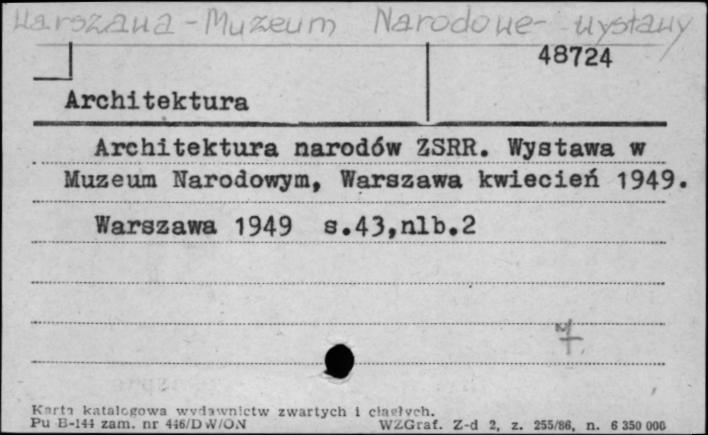 Warszawa - Muzeum Narodowe - wystawy
48724
Architektura
Architektura narodów ZSRR. Wystawa w
Muzeum Narodowym, Warszawa kwiecień 1949.
Warszawa 1949 s.43,nlb.2
Karta katalogowa wydawnictw zwartych i ciągłych.
Pu B-144 zam. nr 446/DW/ON WZGraf. Z-d 2, z. 255/86, n. 6 350 000